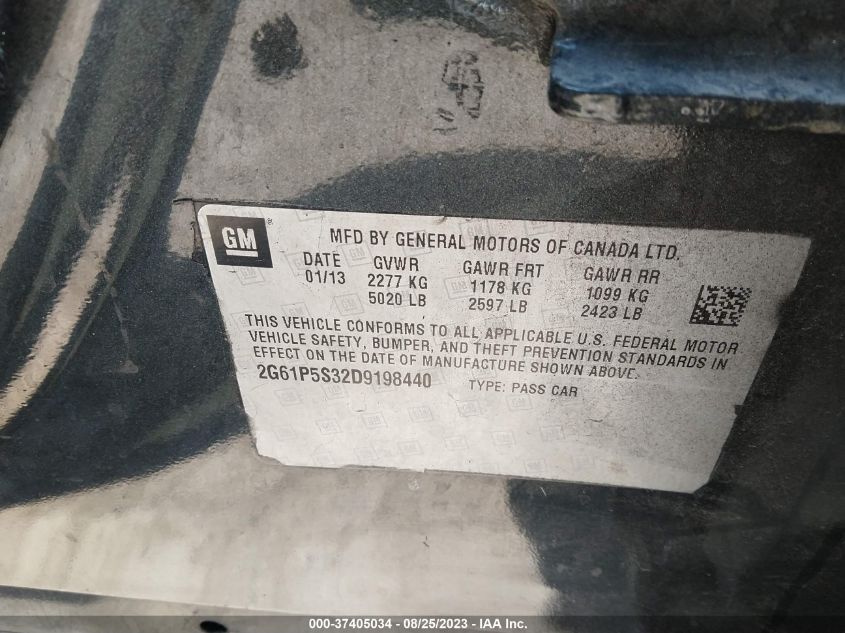 GM ®
MFD BY GENERAL MOTORS OF CANADA LTD.
DATE GVWR GAWR FRT GAWR RR
01/13 2277 KG 1178 KG 1099 KG
5020 LB 2597 LB 2423 LB
THIS VEHICLE CONFORMS TO ALL APPLICABLE U.S. FEDERAL MOTOR
VEHICLE SAFETY, BUMPER, AND THEFT PREVENTION STANDARDS IN
EFFECT ON THE DATE OF MANUFACTURE SHOWN ABOVE.
2G61P5S32D9198440 TYPE: PASS CAR
000-37405034 - 08/25/2023 - IAA Inc.